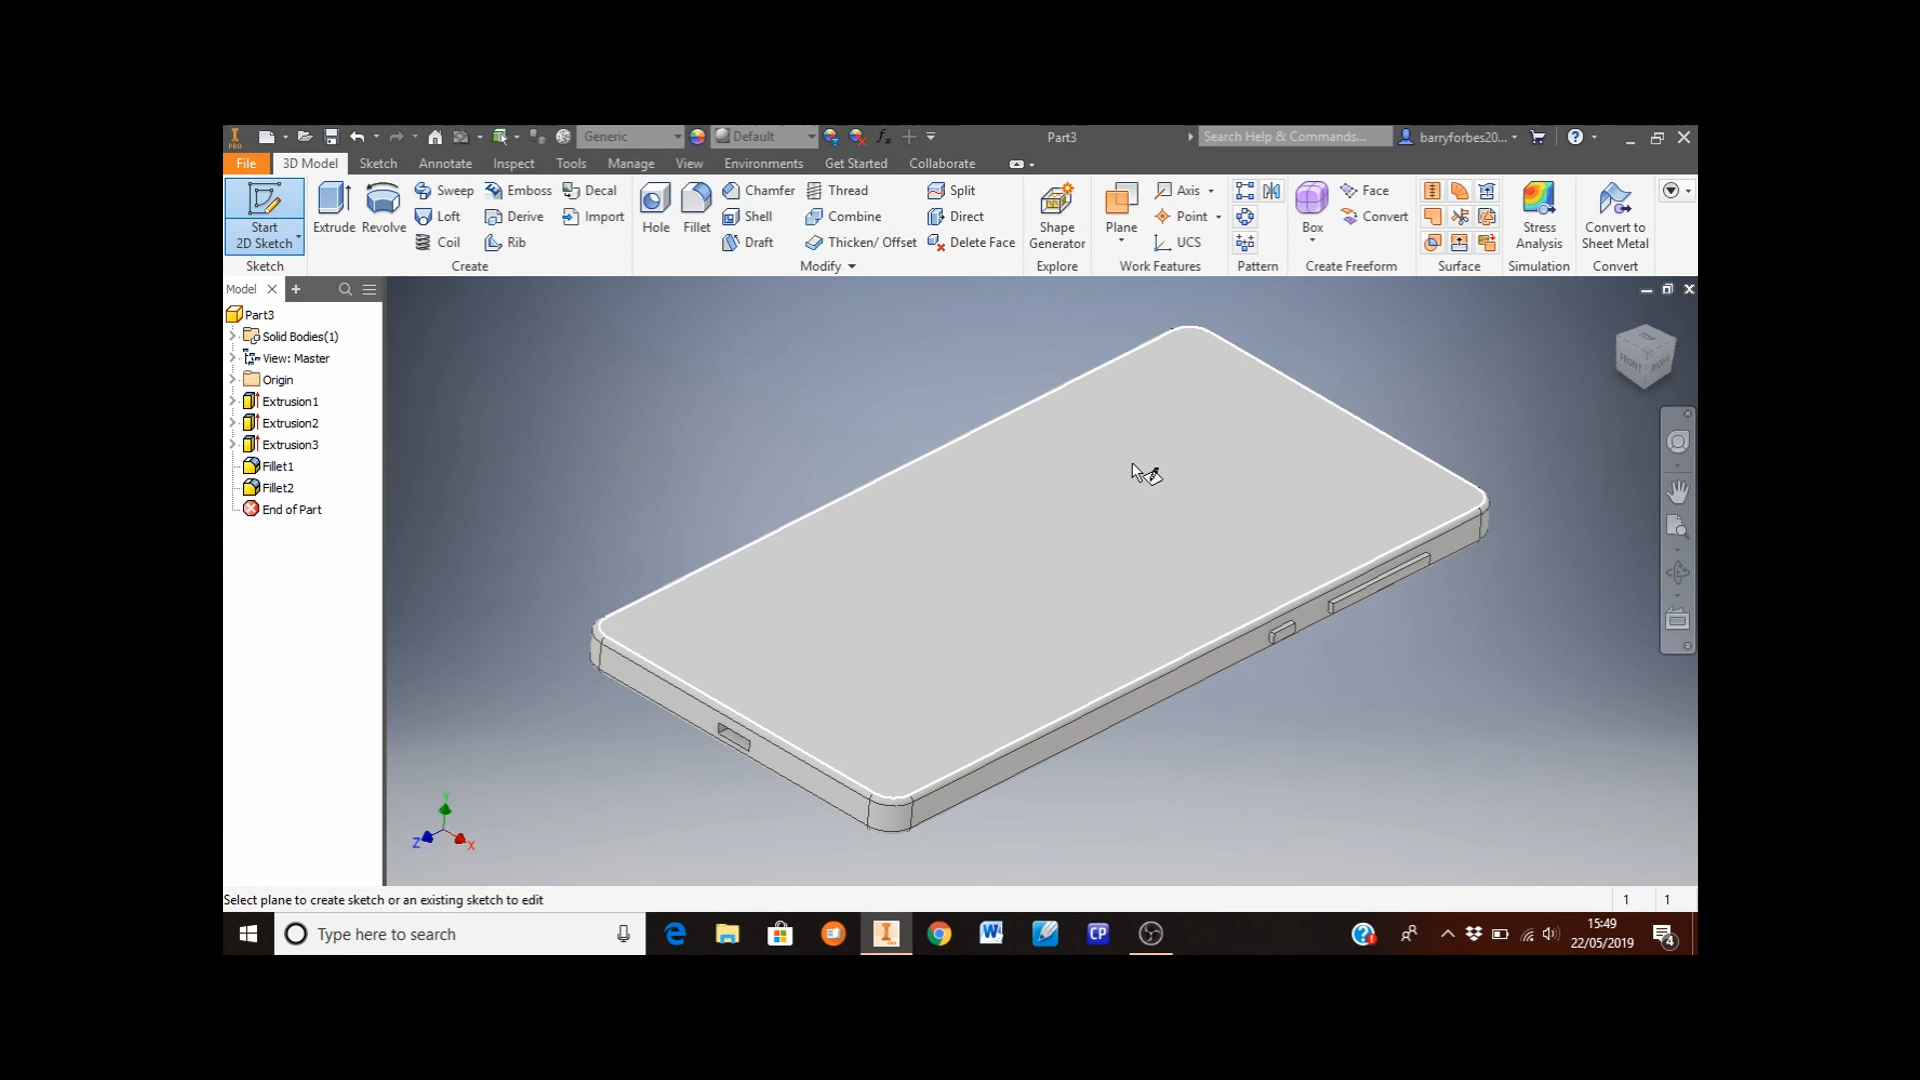 PRO
Generic
Default
Part3
Search Help & Commands...
barryforbes20...
File
3D Model
Sketch
Annotate
Inspect
Tools
Manage
View
Environments
Get Started
Collaborate
Start
2D Sketch
Extrude
Revolve
Sweep
Loft
Coil
Emboss
Derive
Rib
Decal
Import
Hole
Fillet
Chamfer
Shell
Draft
Thread
Combine
Thicken/ Offset
Split
Direct
Delete Face
Shape
Generator
Plane
Axis
Point
UCS
Box
Face
Convert
Stress
Analysis
Convert to
Sheet Metal
Sketch
Create
Modify
Explore
Work Features
Pattern
Create Freeform
Surface
Simulation
Convert
Model
Part3
Solid Bodies(1)
View: Master
Origin
Extrusion1
Extrusion2
Extrusion3
Fillet1
Fillet2
End of Part
FRONT
RIGHT
Y
Z
X
Select plane to create sketch or an existing sketch to edit
1
1
Type here to search
CP
15:49
22/05/2019
4